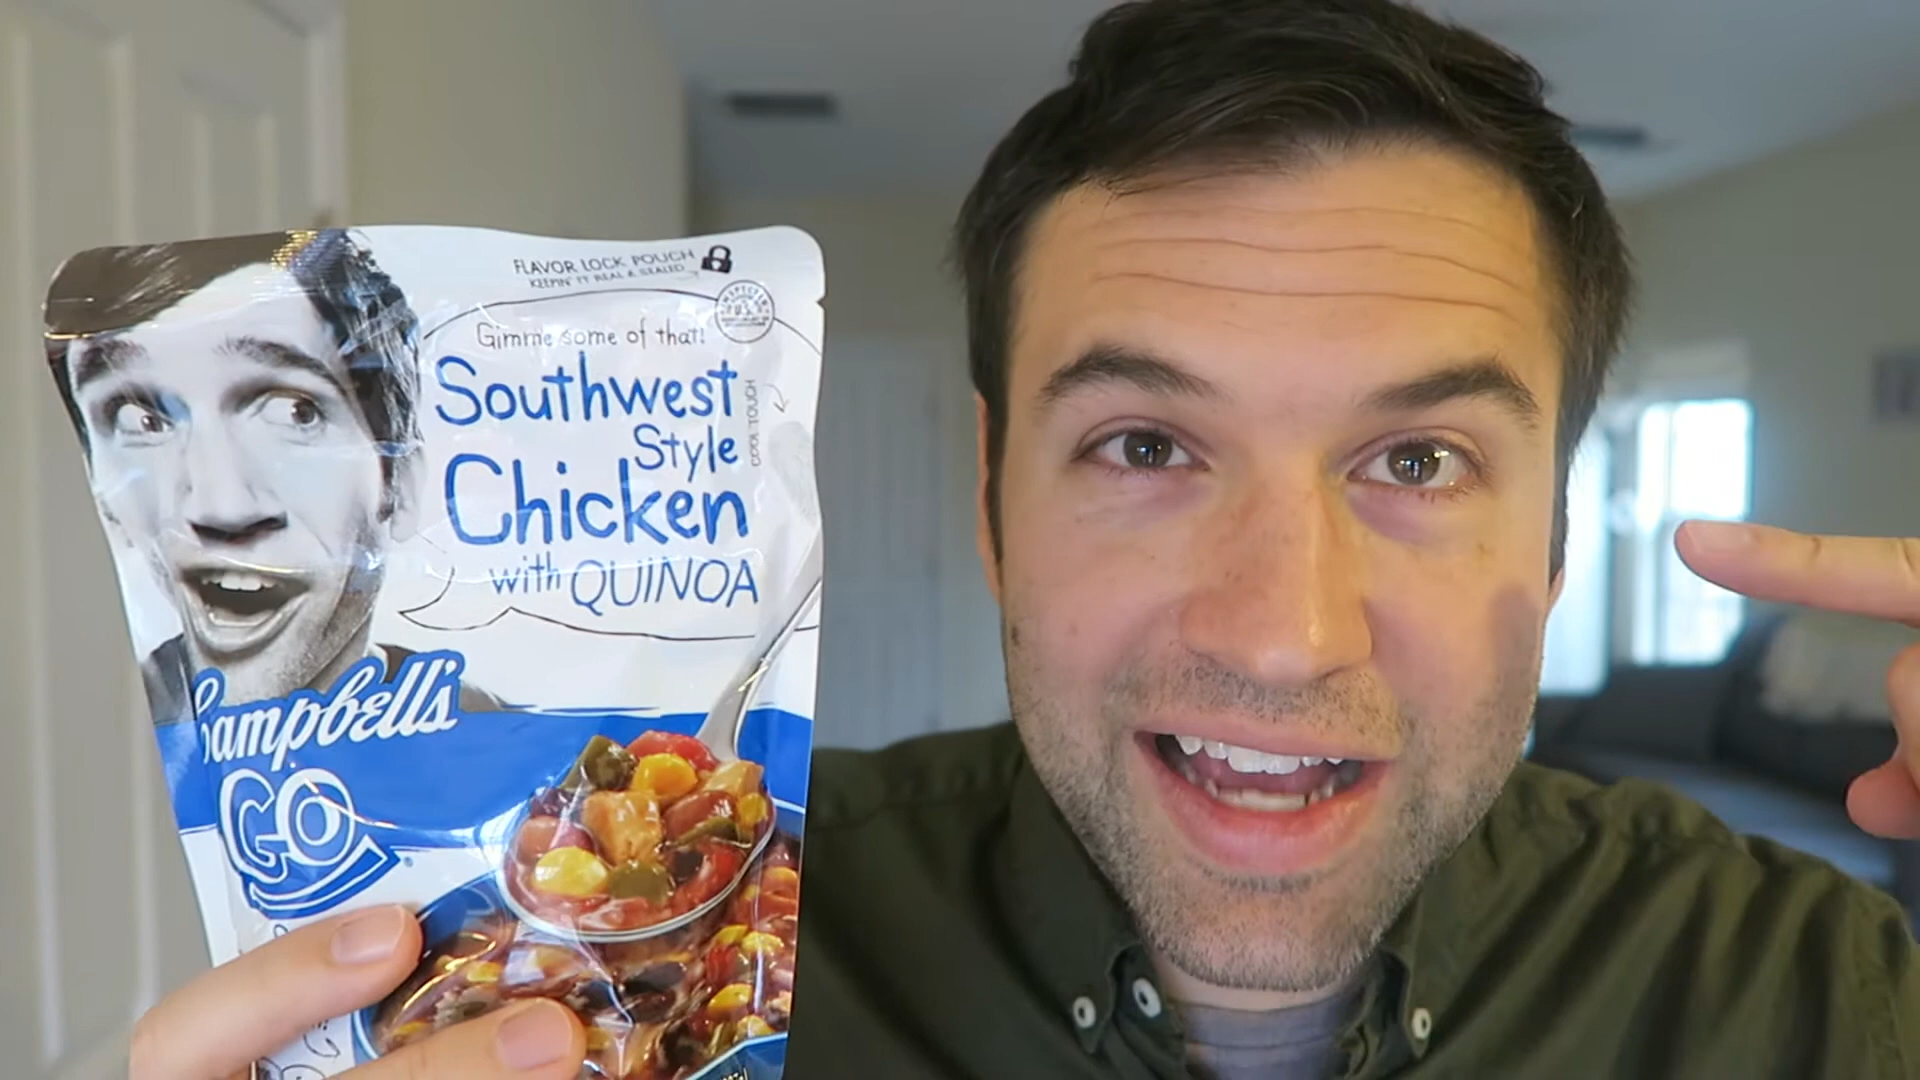 FLAVOR LOCK POUCH
KEEPIN' IT REAL & SEALED
INSPECTED
Gimme some of that!
Southwest
Style
Chicken
with QUINOA
COOL TOUCH
Campbell's
GO